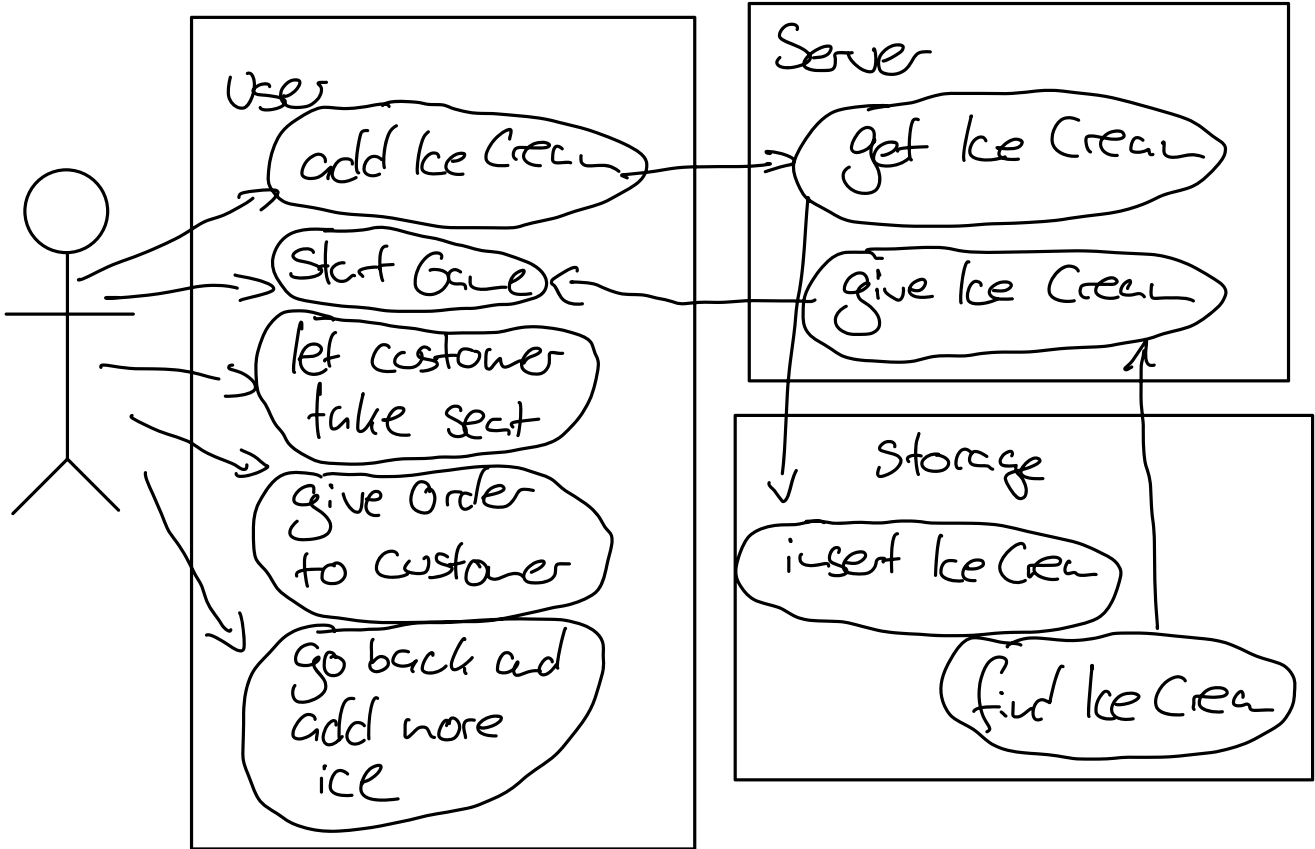 User
add Ice Cream
Start Game
let customer
take seat
give Order
to customer
go back and
add more
ice
Server
get Ice Cream
give Ice Cream
Storage
insert Ice Cream
find Ice Cream